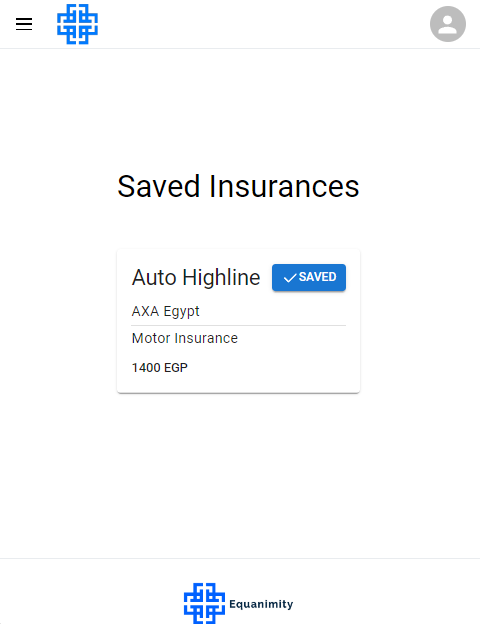 Saved Insurances
Auto Highline
SAVED
AXA Egypt
Motor Insurance
1400 EGP
Equanimity